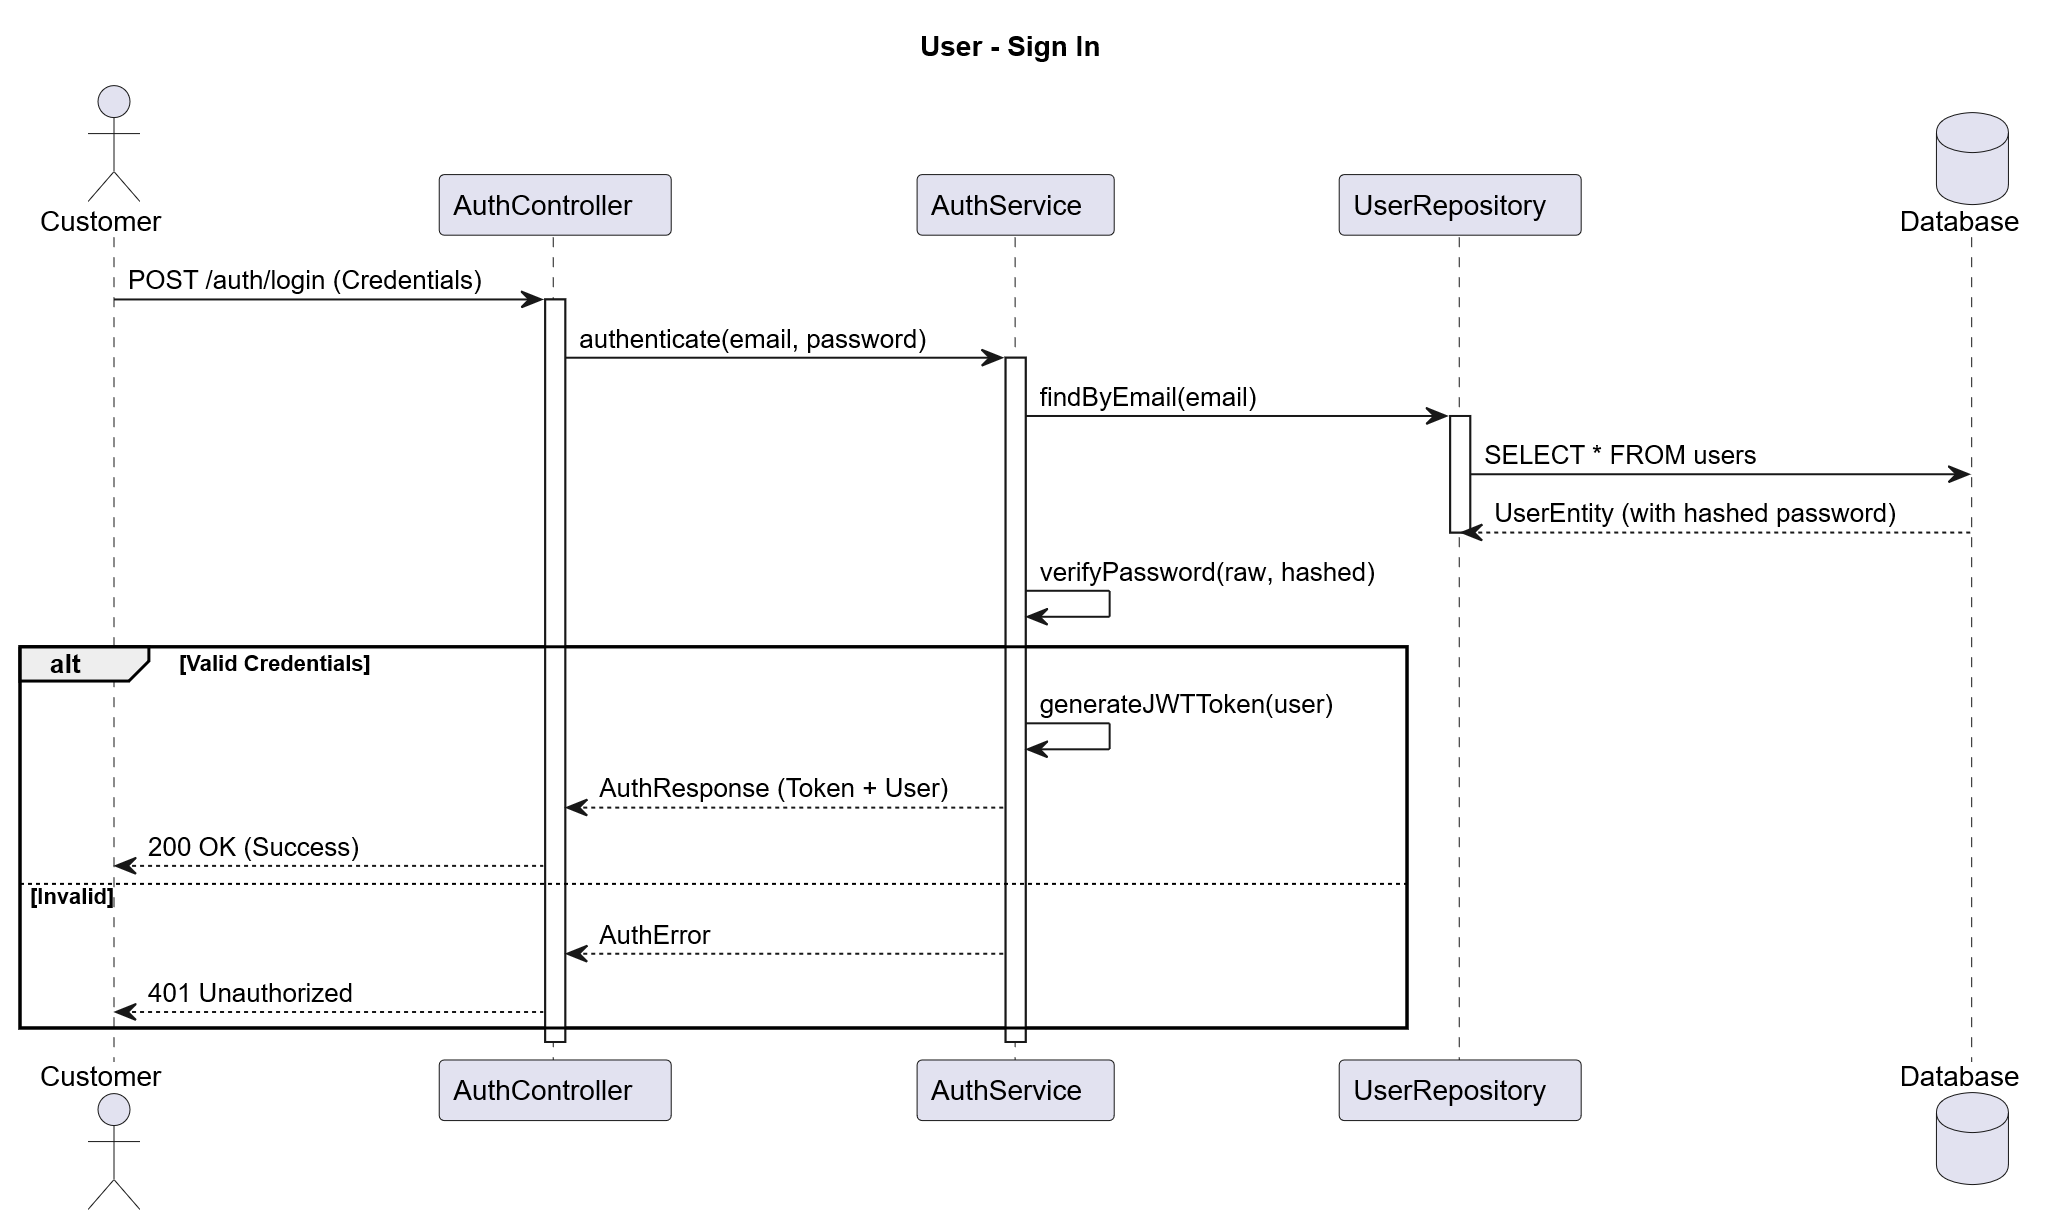 User - Sign In
Customer
AuthController
AuthService
UserRepository
Database
POST /auth/login (Credentials)
authenticate(email, password)
findByEmail(email)
SELECT * FROM users
UserEntity (with hashed password)
verifyPassword(raw, hashed)
alt
[Valid Credentials]
generateJWTToken(user)
AuthResponse (Token + User)
200 OK (Success)
[Invalid]
AuthError
401 Unauthorized
Customer
AuthController
AuthService
UserRepository
Database